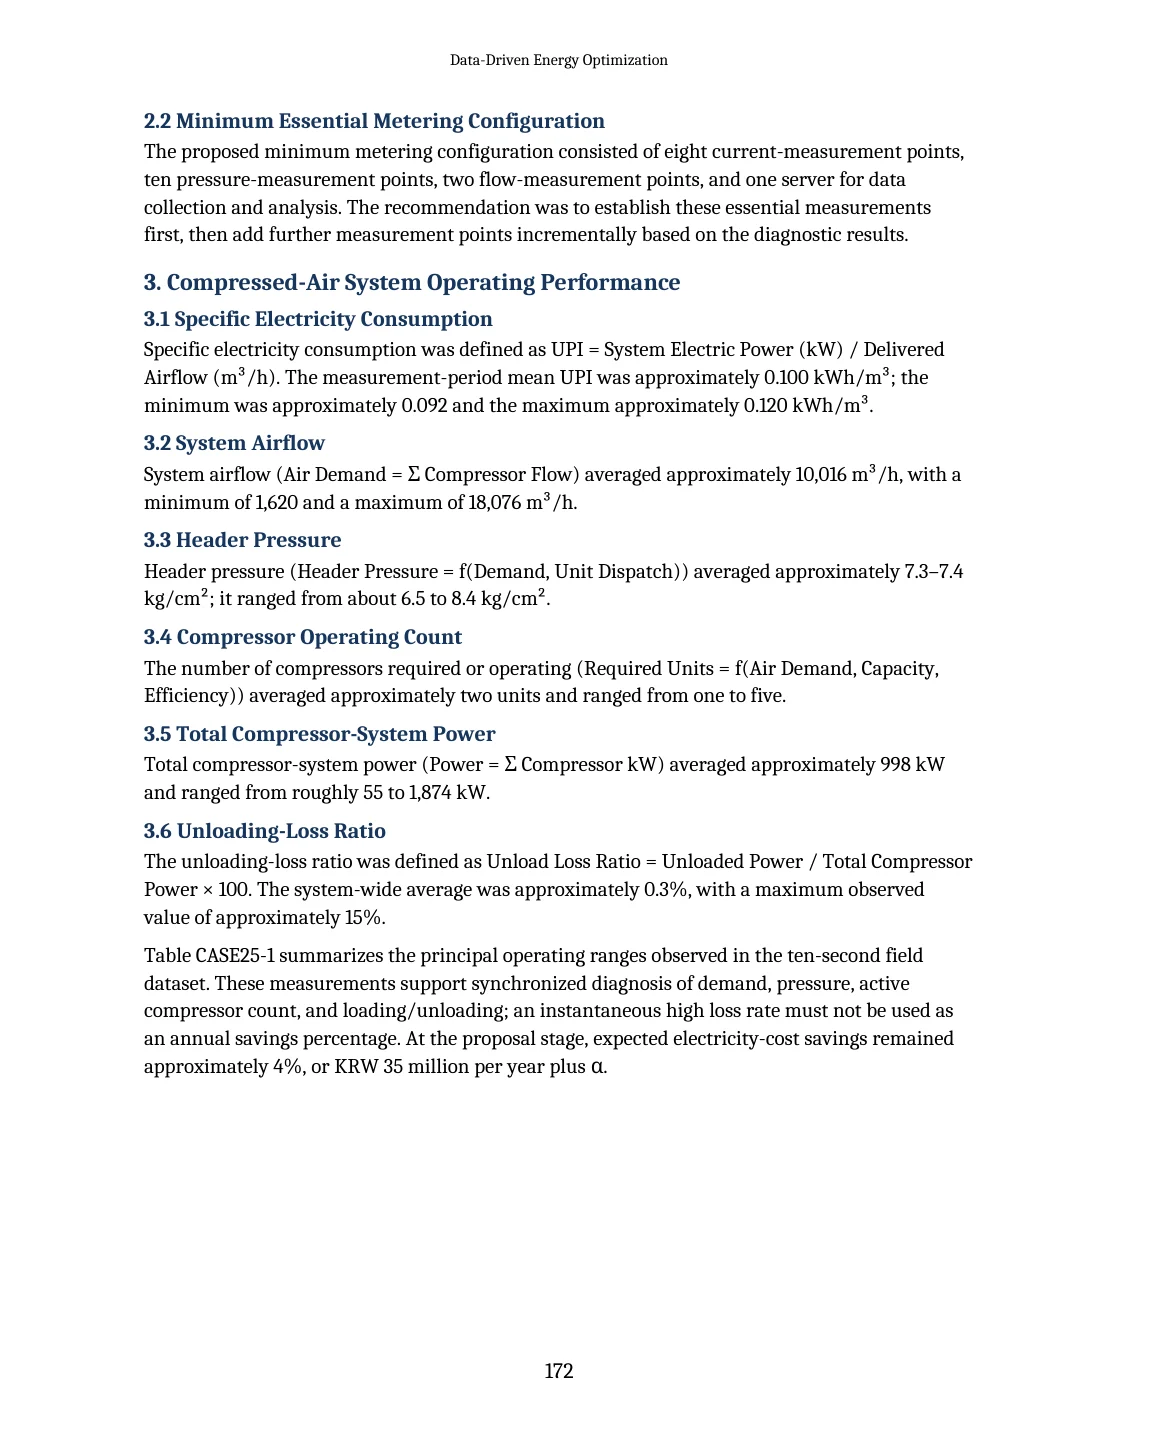 Data-Driven Energy Optimization
2.2 Minimum Essential Metering Configuration
The proposed minimum metering configuration consisted of eight current-measurement points,
ten pressure-measurement points, two flow-measurement points, and one server for data
collection and analysis. The recommendation was to establish these essential measurements
first, then add further measurement points incrementally based on the diagnostic results.
3. Compressed-Air System Operating Performance
3.1 Specific Electricity Consumption
Specific electricity consumption was defined as UPI = System Electric Power (kW) / Delivered
Airflow (m³/h). The measurement-period mean UPI was approximately 0.100 kWh/m³; the
minimum was approximately 0.092 and the maximum approximately 0.120 kWh/m³.
3.2 System Airflow
System airflow (Air Demand = Σ Compressor Flow) averaged approximately 10,016 m³/h, with a
minimum of 1,620 and a maximum of 18,076 m³/h.
3.3 Header Pressure
Header pressure (Header Pressure = f(Demand, Unit Dispatch)) averaged approximately 7.3–7.4
kg/cm²; it ranged from about 6.5 to 8.4 kg/cm².
3.4 Compressor Operating Count
The number of compressors required or operating (Required Units = f(Air Demand, Capacity,
Efficiency)) averaged approximately two units and ranged from one to five.
3.5 Total Compressor-System Power
Total compressor-system power (Power = Σ Compressor kW) averaged approximately 998 kW
and ranged from roughly 55 to 1,874 kW.
3.6 Unloading-Loss Ratio
The unloading-loss ratio was defined as Unload Loss Ratio = Unloaded Power / Total Compressor
Power × 100. The system-wide average was approximately 0.3%, with a maximum observed
value of approximately 15%.
Table CASE25-1 summarizes the principal operating ranges observed in the ten-second field
dataset. These measurements support synchronized diagnosis of demand, pressure, active
compressor count, and loading/unloading; an instantaneous high loss rate must not be used as
an annual savings percentage. At the proposal stage, expected electricity-cost savings remained
approximately 4%, or KRW 35 million per year plus α.
172